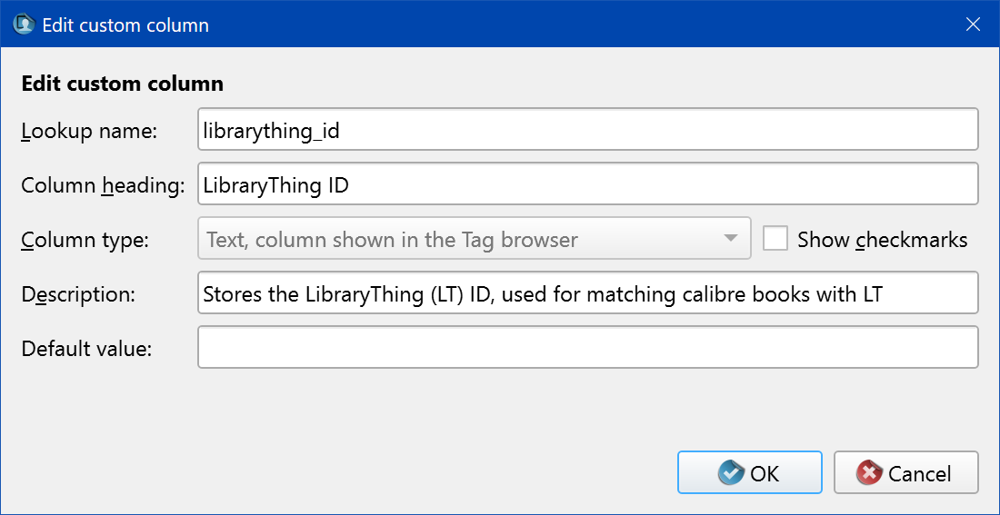 Edit custom column
Edit custom column
Lookup name: librarything_id
Column heading: LibraryThing ID
Column type: Text, column shown in the Tag browser Show checkmarks
Description: Stores the LibraryThing (LT) ID, used for matching calibre books with LT
Default value:
OK Cancel